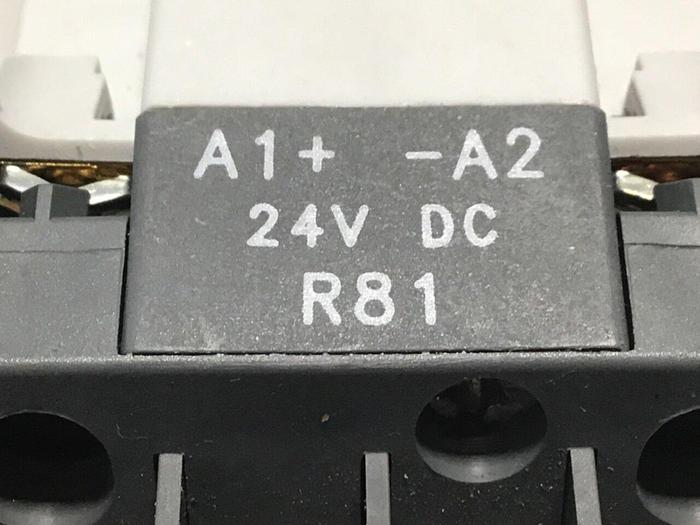 A1+ -A2
24V DC
R81